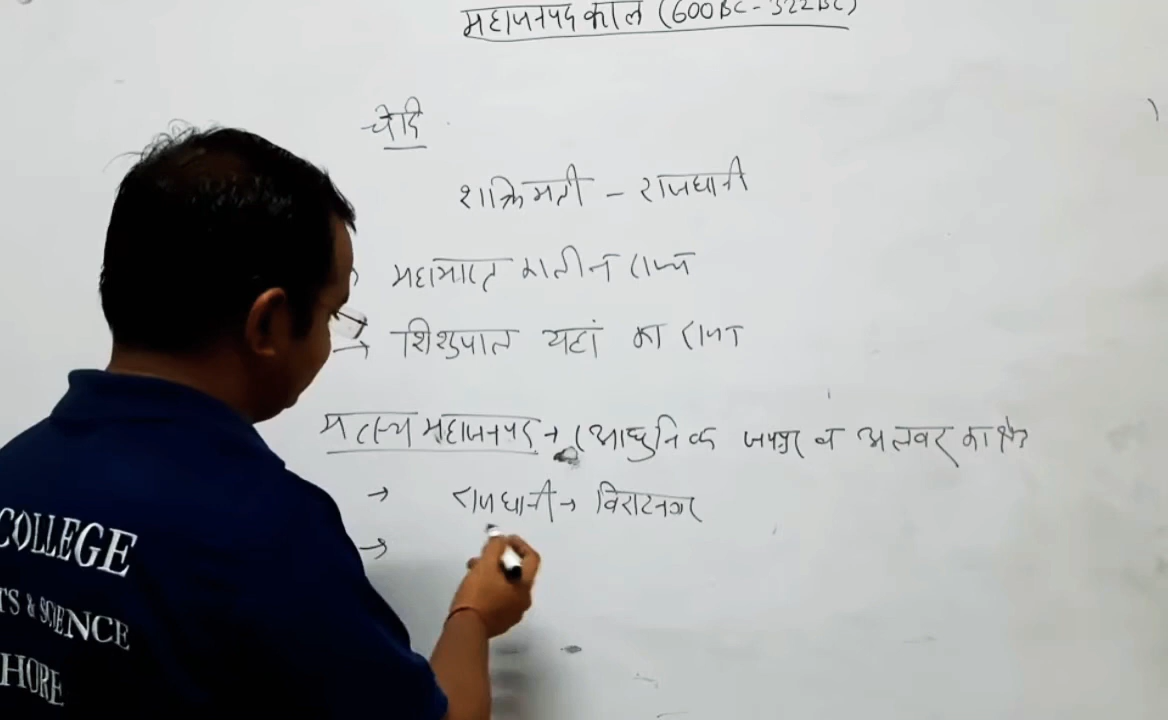 महाजनपद काल (600BC-322BC)
चेदि
शक्तिमती - राजधानी
महाभारत कालीन राज्य
→ शिशुपाल यहां का राजा
मत्स्य महाजनपद → (आधुनिक जयपुर व अलवर का क्षेत्र
→ राजधानी → विराटनगर
→
COLLEGE
TS & SCIENCE
HORE